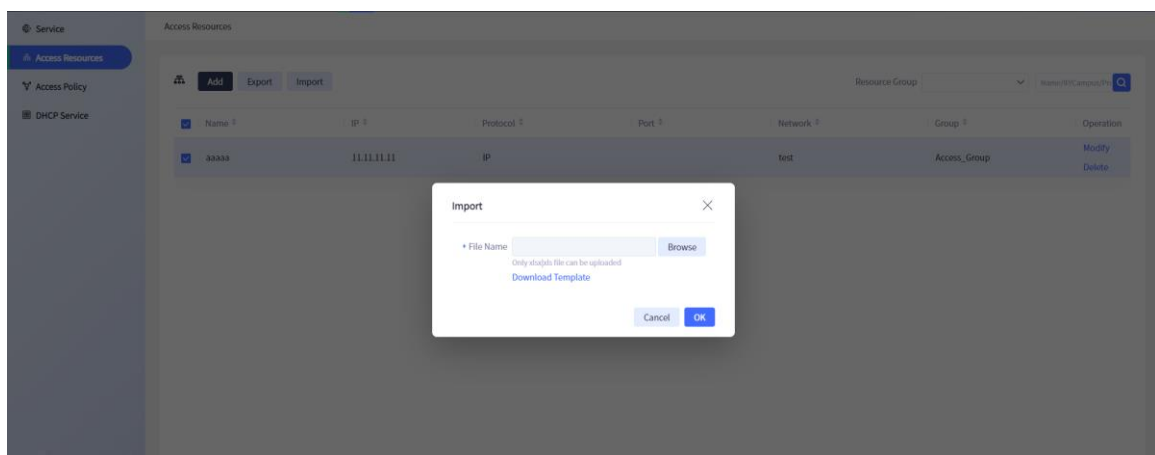 Service
Access Resources
Access Resources
Access Policy
DHCP Service
Add Export Import
Resource Group
Name Ip Protocol Port Network Group Operation
aaaaa 11.11.11.11 IP test Access_Group Modify
Delete
Import
* File Name Browse
Only xlsx|xls file can be uploaded
Download Template
Cancel OK